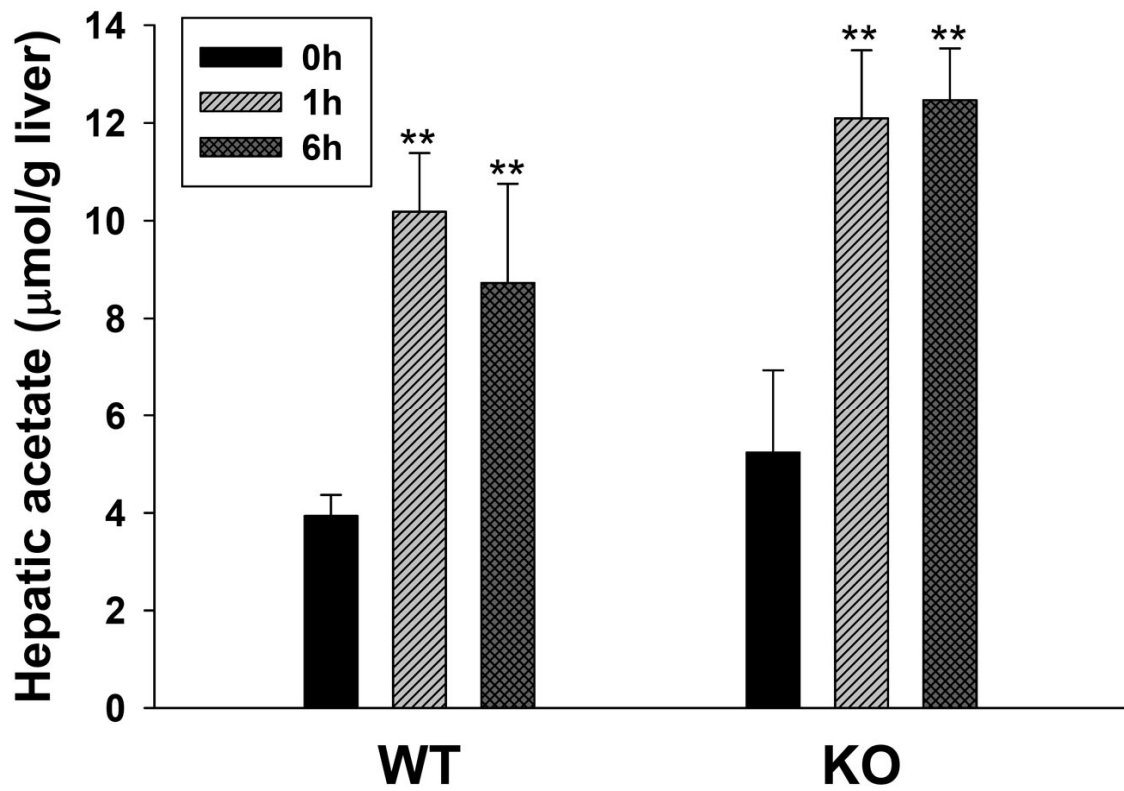 Hepatic acetate (μmol/g liver)
14
12
10
8
6
4
2
0
0h
1h
6h
**
**
**
**
WT
KO